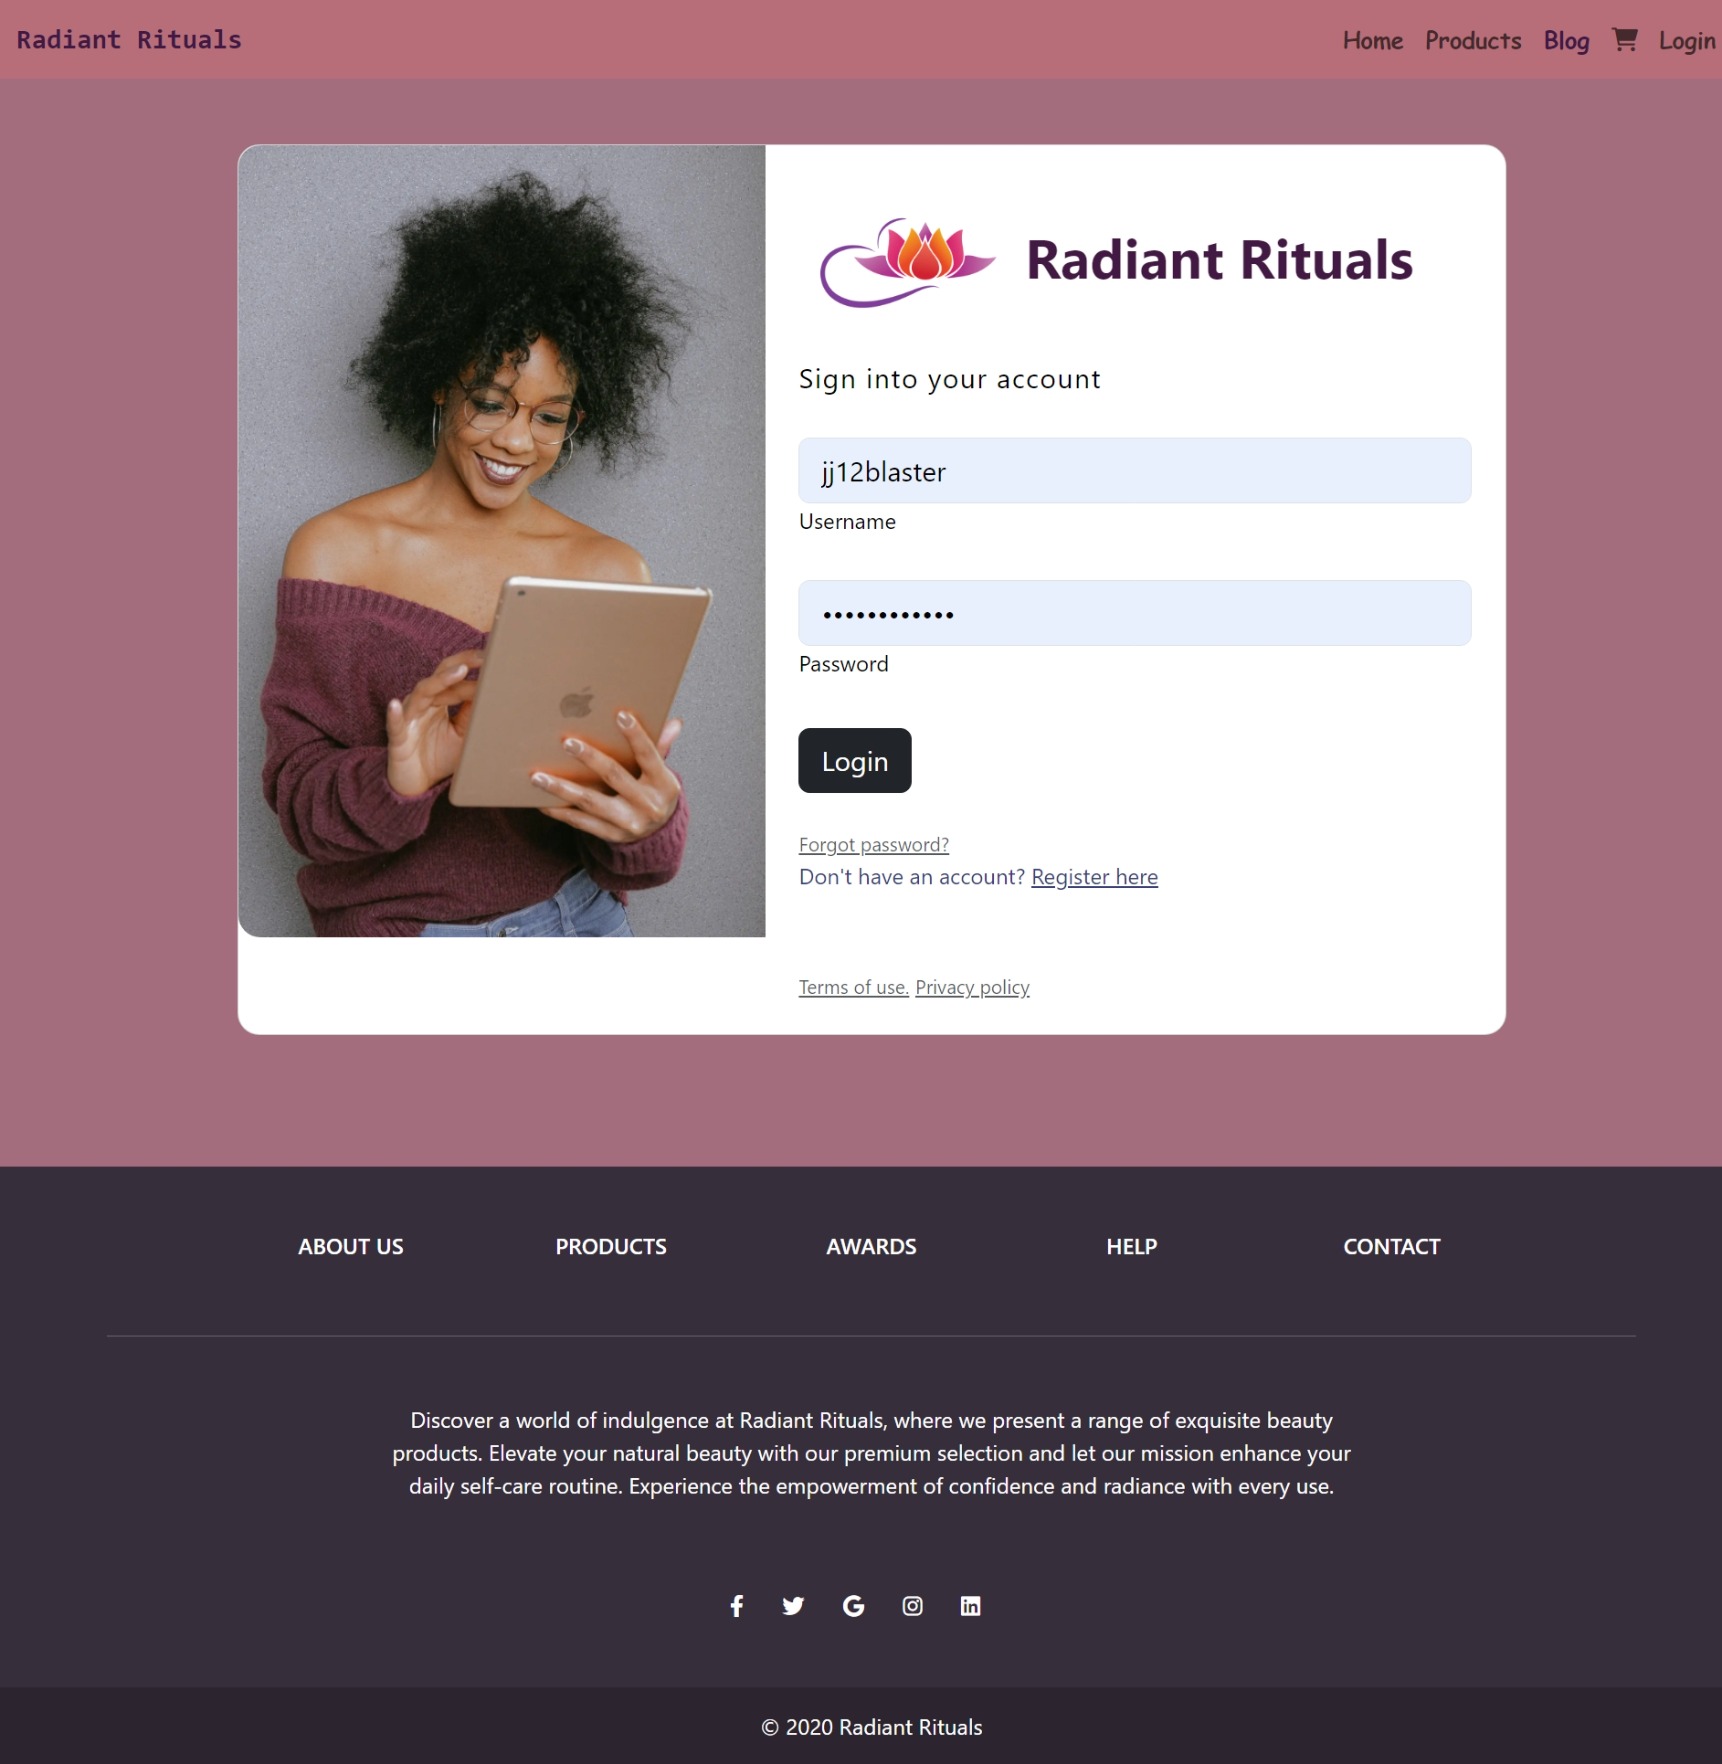 Radiant Rituals
Home Products Blog Login
Radiant Rituals
Sign into your account
jj12blaster
Username
••••••••••••
Password
Login
Forgot password?
Don't have an account? Register here
Terms of use. Privacy policy
ABOUT US PRODUCTS AWARDS HELP CONTACT
Discover a world of indulgence at Radiant Rituals, where we present a range of exquisite beauty
products. Elevate your natural beauty with our premium selection and let our mission enhance your
daily self-care routine. Experience the empowerment of confidence and radiance with every use.
© 2020 Radiant Rituals